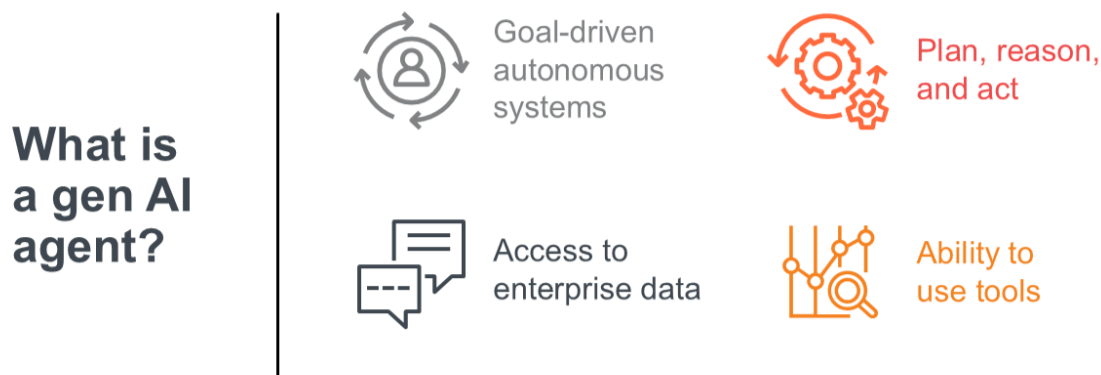 What is
a gen AI
agent?
Goal-driven
autonomous
systems
Plan, reason,
and act
Access to
enterprise data
Ability to
use tools